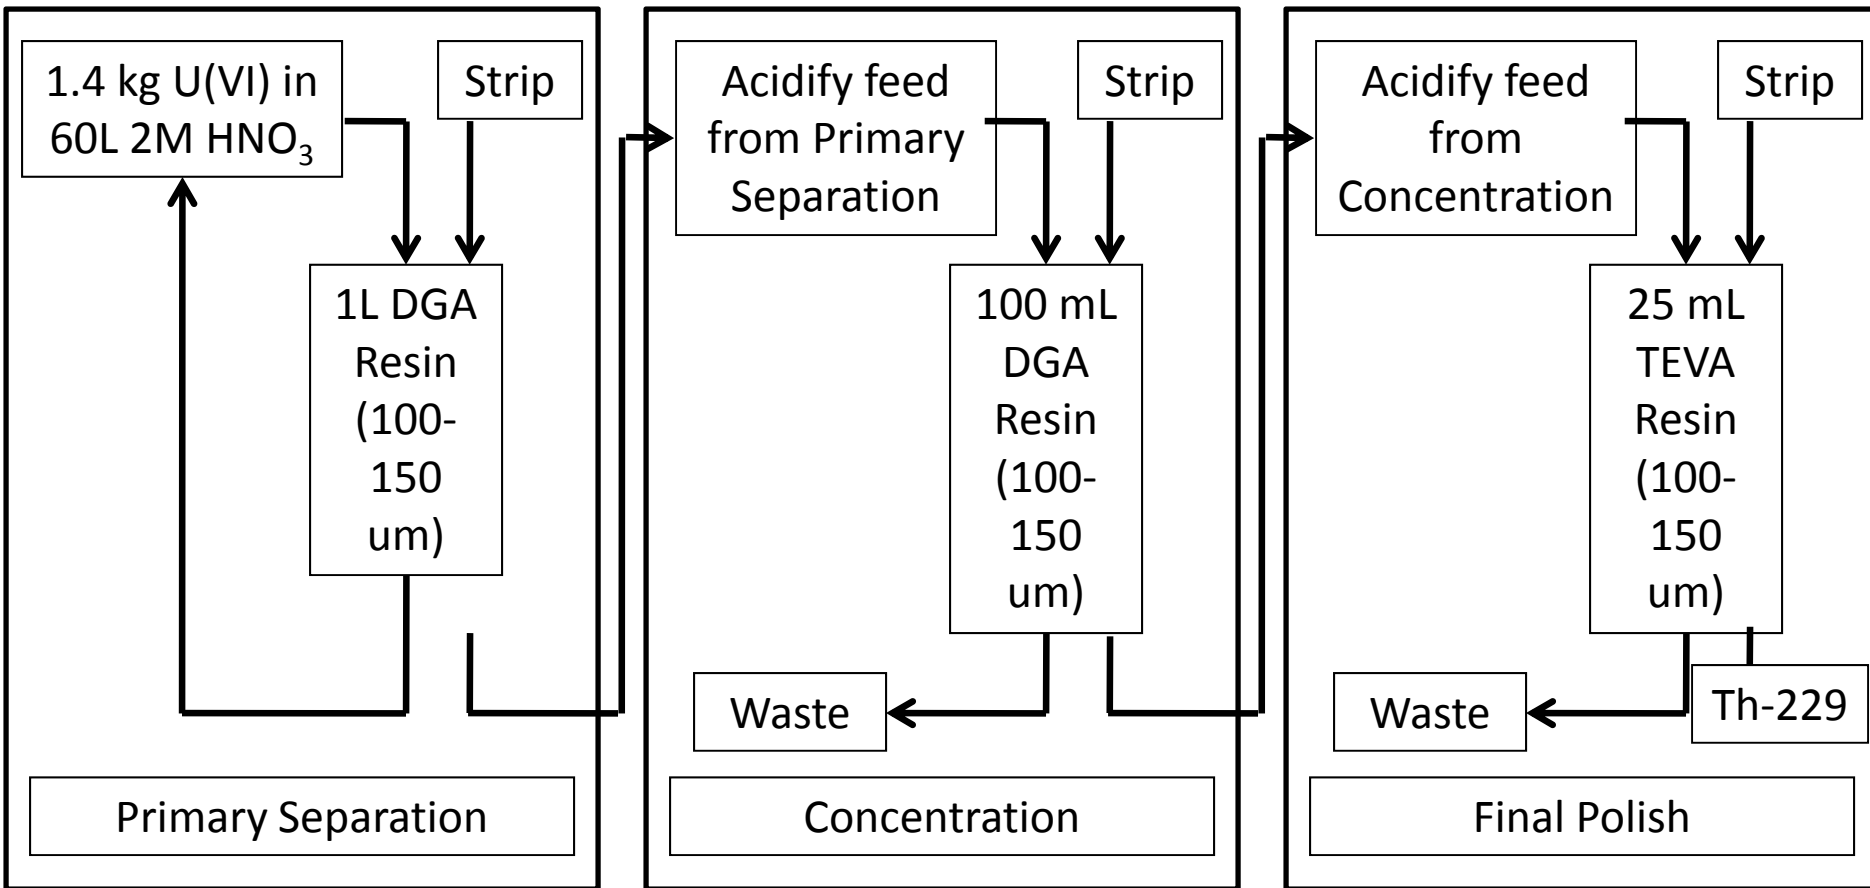 1.4 kg U(VI) in
60L 2M HNO₃
Strip
1L DGA
Resin
(100-
150
um)
Primary Separation
Acidify feed
from Primary
Separation
Strip
100 mL
DGA
Resin
(100-
150
um)
Waste
Concentration
Acidify feed
from
Concentration
Strip
25 mL
TEVA
Resin
(100-
150
um)
Waste
Th-229
Final Polish